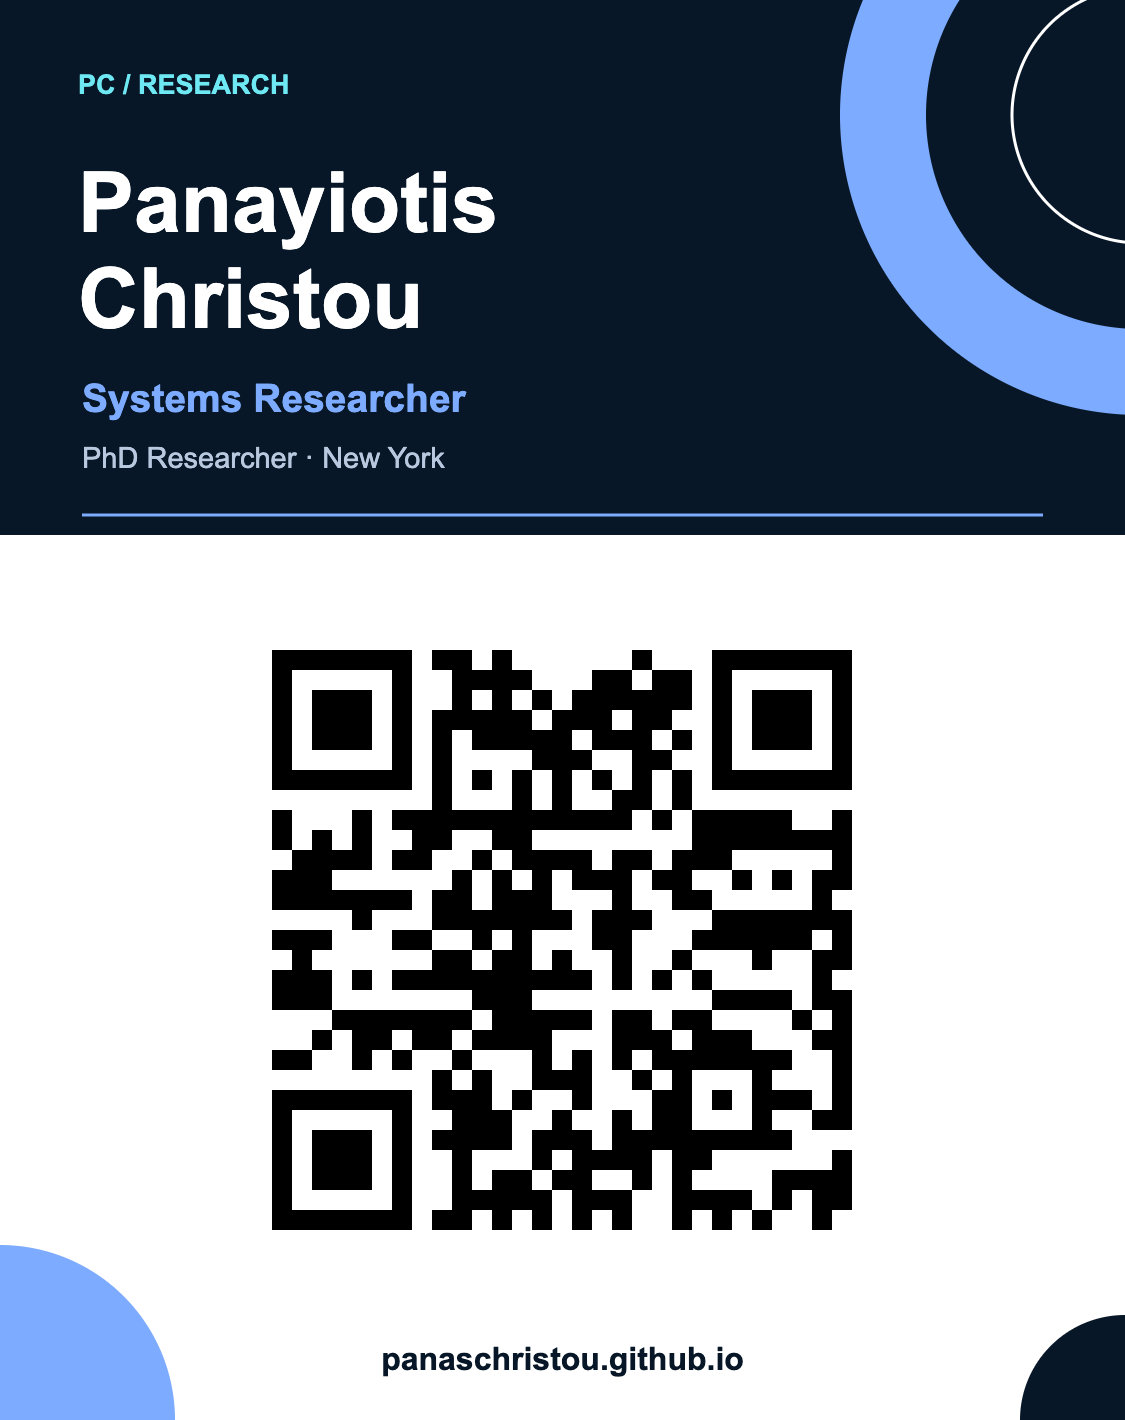 PC / RESEARCH
Panayiotis
Christou
Systems Researcher
PhD Researcher · New York
panaschristou.github.io